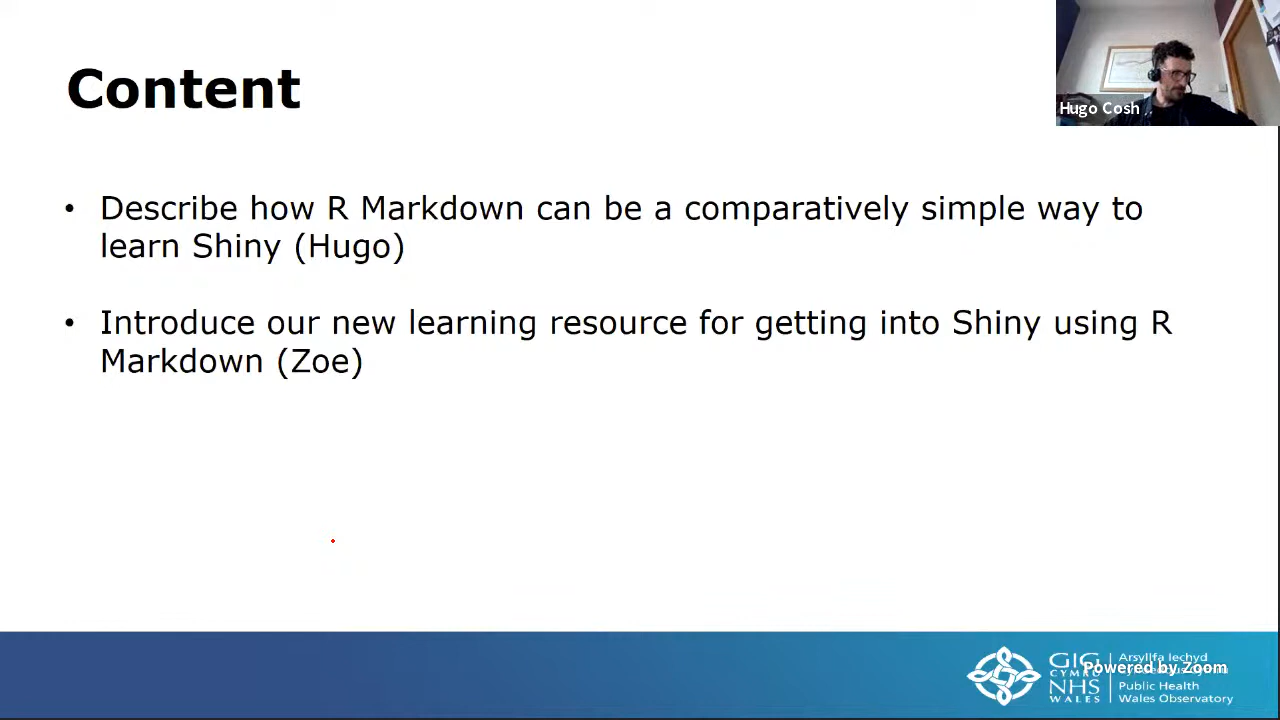 Content
Hugo Cosh
• Describe how R Markdown can be a comparatively simple way to
learn Shiny (Hugo)
• Introduce our new learning resource for getting into Shiny using R
Markdown (Zoe)
GIG
CYMRU
NHS
WALES
Arsyllfa Iechyd
Public Health
Wales Observatory
Powered by Zoom